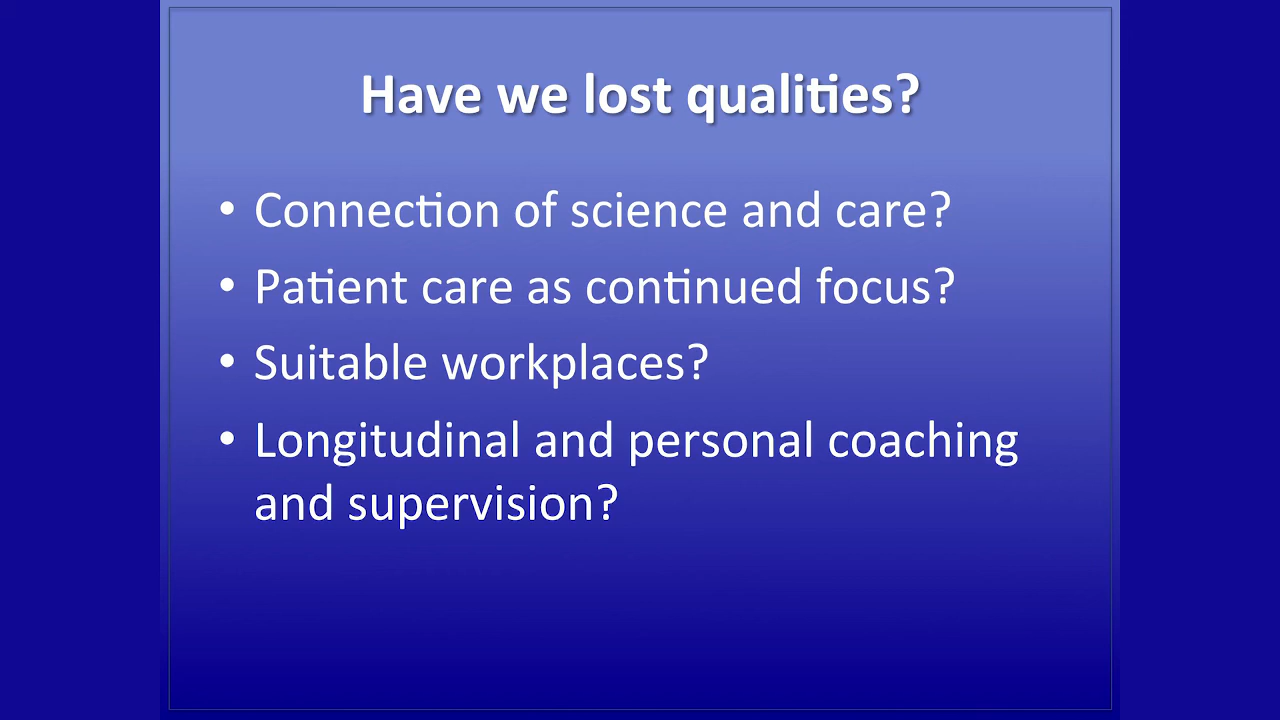 Have we lost qualities?
• Connection of science and care?
• Patient care as continued focus?
• Suitable workplaces?
• Longitudinal and personal coaching
and supervision?